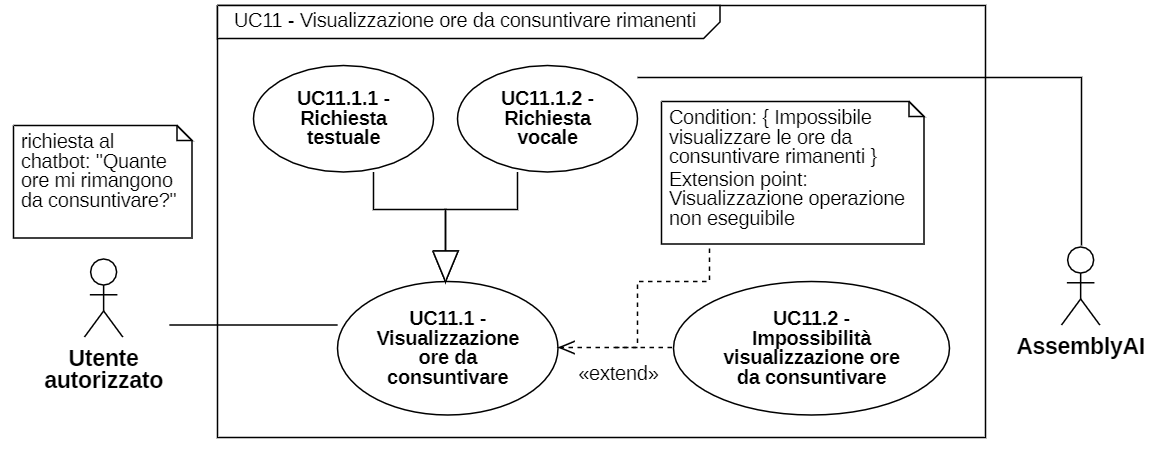 UC11 - Visualizzazione ore da consuntivare rimanenti
UC11.1.1 -
Richiesta
testuale
UC11.1.2 -
Richiesta
vocale
Condition: { Impossibile
visualizzare le ore da
consuntivare rimanenti }
Extension point:
Visualizzazione operazione
non eseguibile
richiesta al
chatbot: "Quante
ore mi rimangono
da consuntivare?"
Utente
autorizzato
UC11.1 -
Visualizzazione
ore da
consuntivare
«extend»
UC11.2 -
Impossibilità
visualizzazione ore
da consuntivare
AssemblyAI